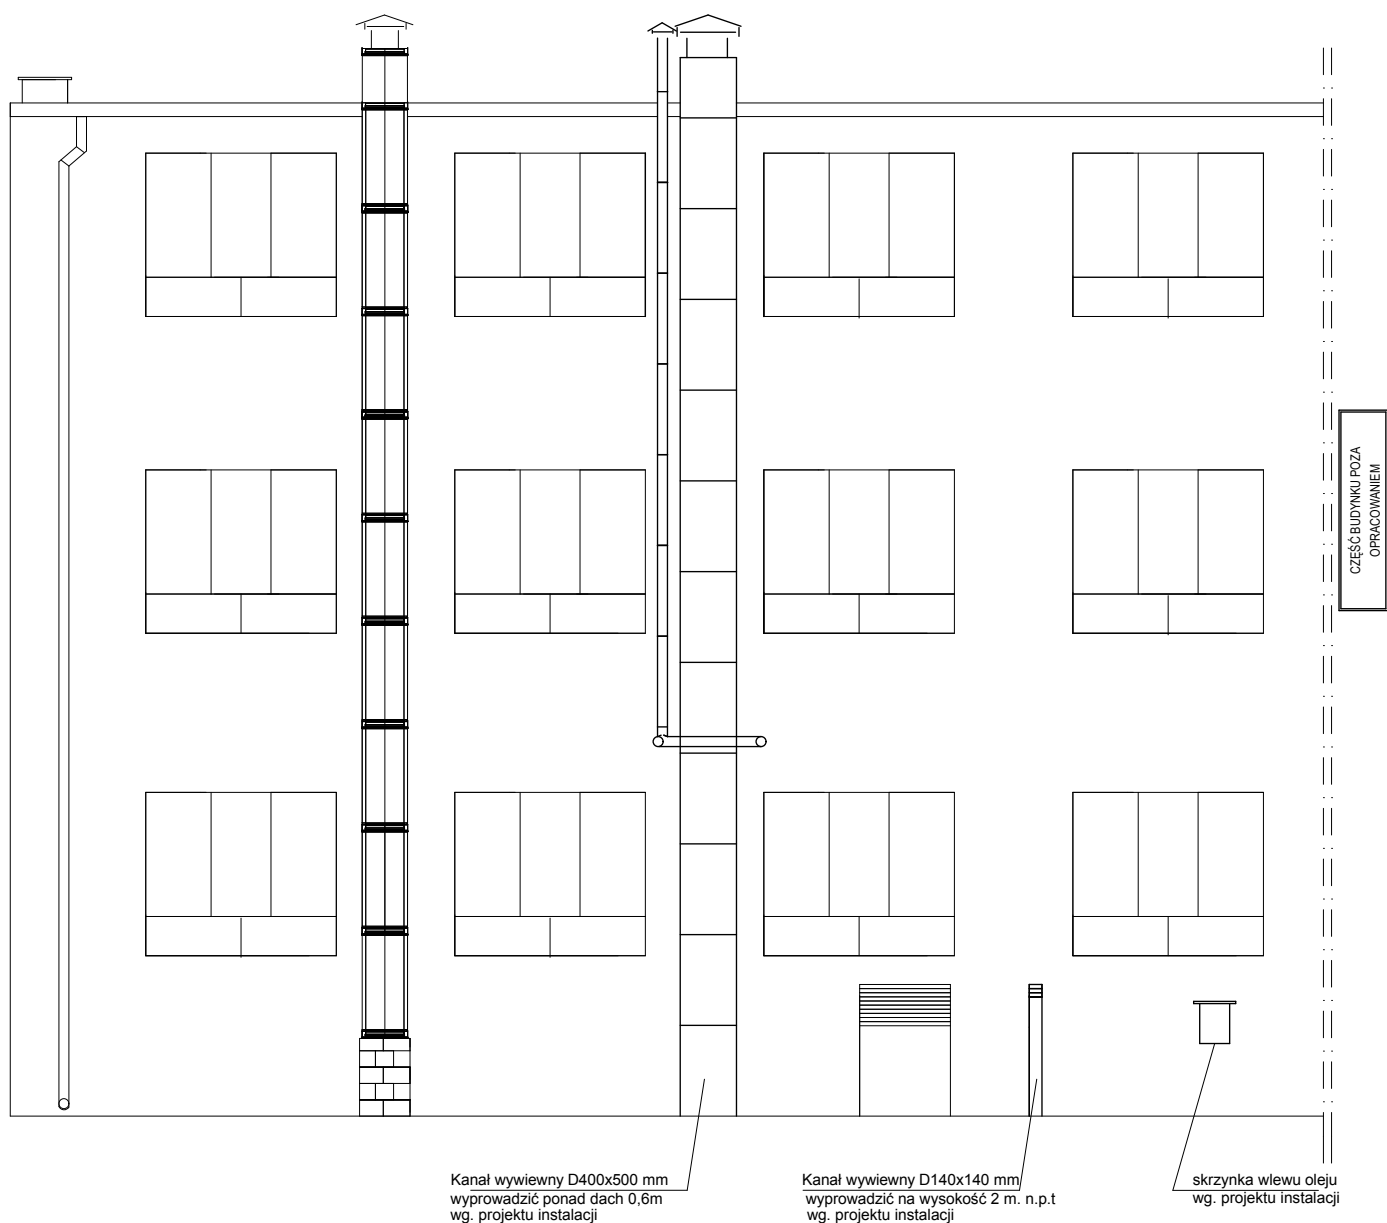 CZĘŚĆ BUDYNKU POZA
OPRACOWANIEM
Kanał wywiewny D400x500 mm
wyprowadzić ponad dach 0,6m
wg. projektu instalacji
Kanał wywiewny D140x140 mm
wyprowadzić na wysokość 2 m. n.p.t
wg. projektu instalacji
skrzynka wlewu oleju
wg. projektu instalacji